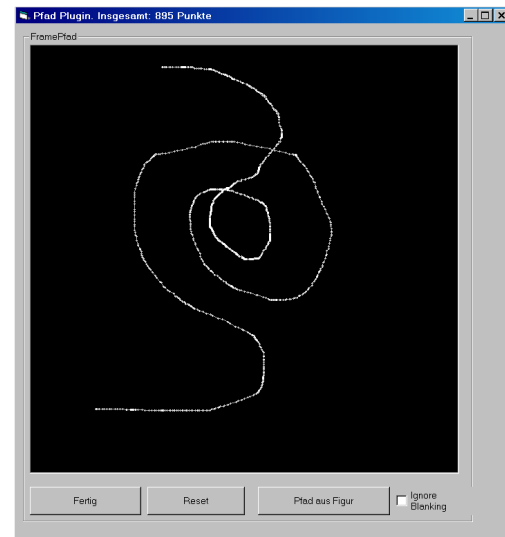 Pfad Plugin. Insgesamt: 895 Punkte
FramePfad
Fertig
Reset
Pfad aus Figur
Ignore
Blanking